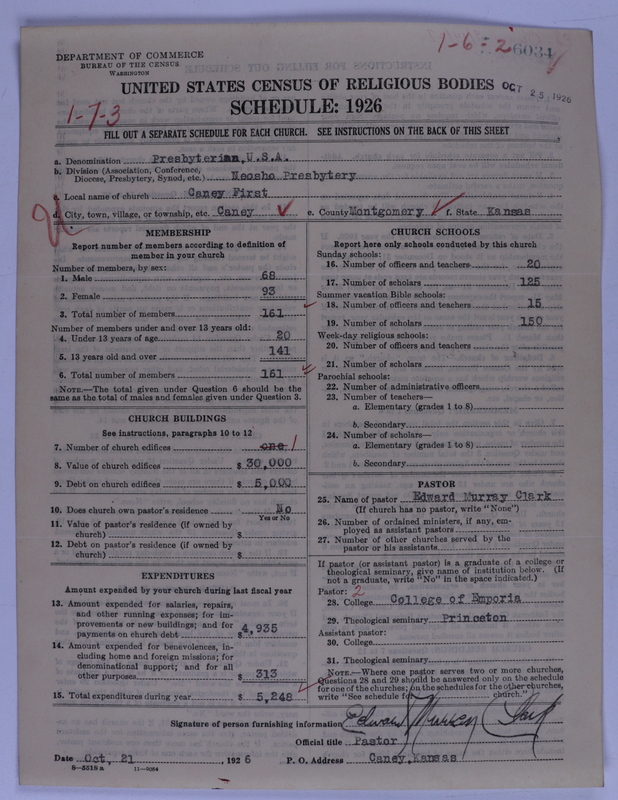 1-6-2 6034
DEPARTMENT OF COMMERCE
BUREAU OF THE CENSUS
WASHINGTON
UNITED STATES CENSUS OF RELIGIOUS BODIES OCT 25 1926
1-7-3
SCHEDULE: 1926
FILL OUT A SEPARATE SCHEDULE FOR EACH CHURCH. SEE INSTRUCTIONS ON THE BACK OF THIS SHEET
a. Denomination Presbyterian, U.S.A.
b. Division (Association, Conference, Diocese, Presbytery, Synod, etc.) Neosho Presbytery
c. Local name of church Caney First
d. City, town, village, or township, etc. Caney e. County Montgomery f. State Kansas
MEMBERSHIP
Report number of members according to definition of
member in your church
Number of members, by sex:
1. Male 68
2. Female 93
3. Total number of members 161
Number of members under and over 13 years old:
4. Under 13 years of age 20
5. 13 years old and over 141
6. Total number of members 161
NOTE.—The total given under Question 6 should be the
same as the total of males and females given under Question 3.
CHURCH BUILDINGS
See instructions, paragraphs 10 to 12
7. Number of church edifices one 1
8. Value of church edifices $ 30,000
9. Debt on church edifices $ 5,000
10. Does church own pastor's residence No
Yes or No
11. Value of pastor's residence (if owned by
church) $
12. Debt on pastor's residence (if owned by
church) $
EXPENDITURES
Amount expended by your church during last fiscal year
13. Amount expended for salaries, repairs,
and other running expenses; for im-
provements or new buildings; and for
payments on church debt $ 4,935
14. Amount expended for benevolences, in-
cluding home and foreign missions; for
denominational support; and for all
other purposes $ 313
15. Total expenditures during year $ 5,248
CHURCH SCHOOLS
Report here only schools conducted by this church
Sunday schools:
16. Number of officers and teachers 20
17. Number of scholars 125
Summer vacation Bible schools:
18. Number of officers and teachers 15
19. Number of scholars 150
Week-day religious schools:
20. Number of officers and teachers
21. Number of scholars
Parochial schools:
22. Number of administrative officers
23. Number of teachers—
a. Elementary (grades 1 to 8)
b. Secondary
24. Number of scholars—
a. Elementary (grades 1 to 8)
b. Secondary
PASTOR
25. Name of pastor Edward Murray Clark
(If church has no pastor, write "None")
26. Number of ordained ministers, if any, em-
ployed as assistant pastors
27. Number of other churches served by the
pastor or his assistants
If pastor (or assistant pastor) is a graduate of a college or
theological seminary, give name of institution below. (If
not a graduate, write "No" in the space indicated.)
Pastor: 2
28. College College of Emporia
29. Theological seminary Princeton
Assistant pastor:
30. College
31. Theological seminary
NOTE.—Where one pastor serves two or more churches,
Questions 28 and 29 should be answered only on the schedule
for one of the churches; on the schedules for the other churches,
write "See schedule for church."
Signature of person furnishing information Edward Murray Clark
Official title Pastor
Date Oct, 21, 1926 P. O. Address Caney, Kansas
8-5518a 11-6034